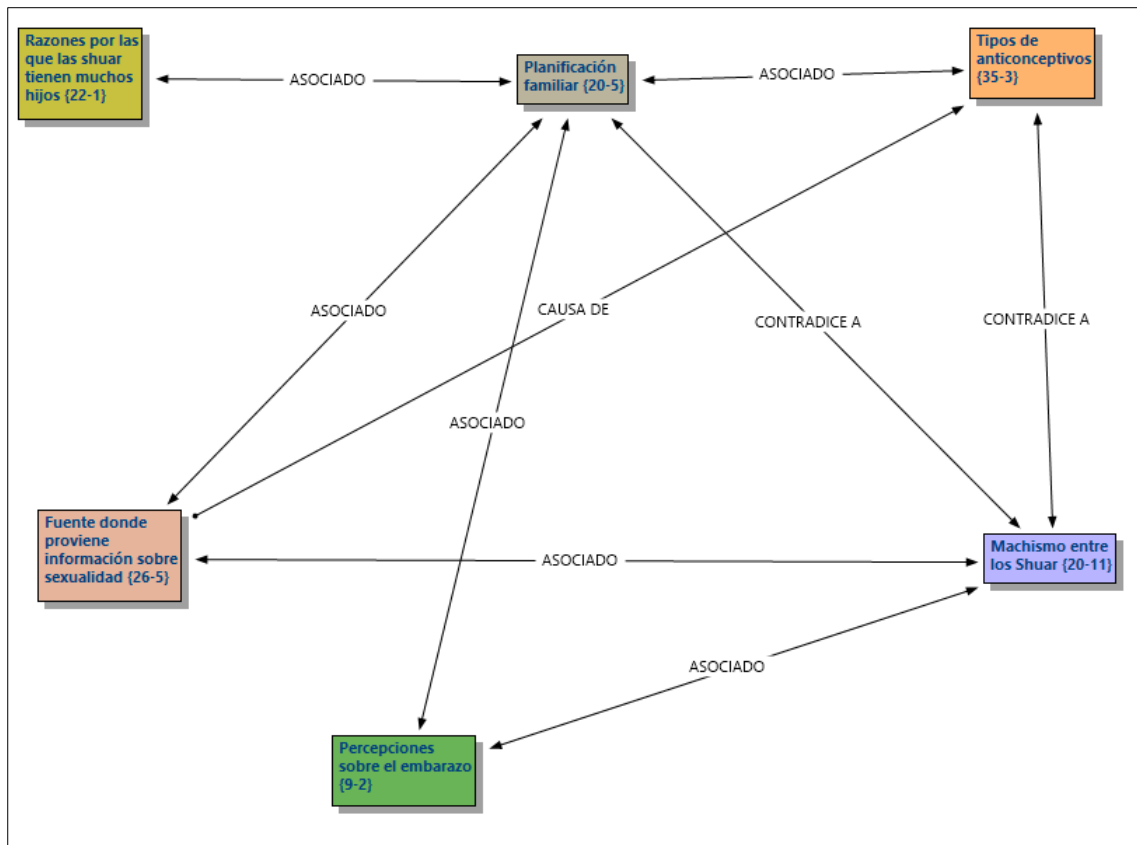 Razones por las
que las shuar
tienen muchos
hijos {22-1}
ASOCIADO
Planificación
familiar {20-5}
ASOCIADO
Tipos de
anticonceptivos
{35-3}
ASOCIADO
CAUSA DE
CONTRADICE A
CONTRADICE A
ASOCIADO
Fuente donde
proviene
información sobre
sexualidad {26-5}
ASOCIADO
Machismo entre
los Shuar {20-11}
ASOCIADO
Percepciones
sobre el embarazo
{9-2}